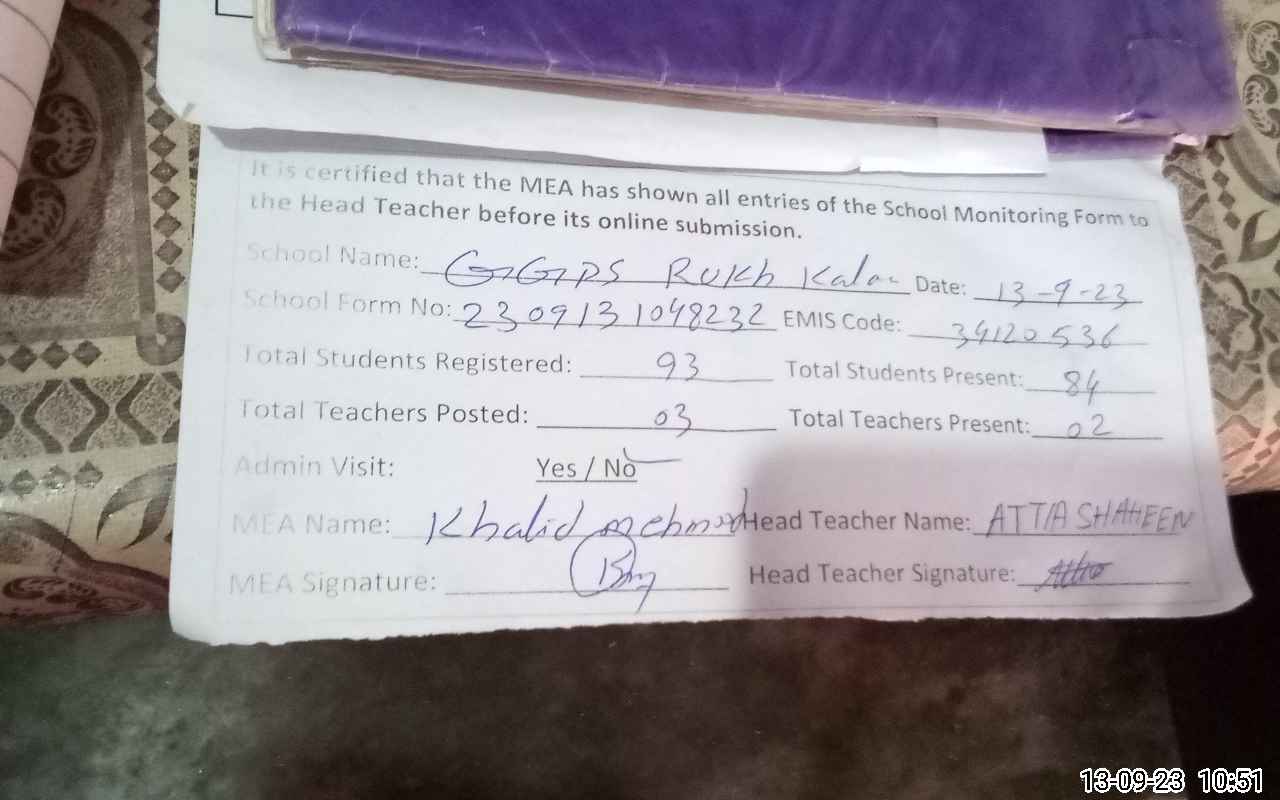 It is certified that the MEA has shown all entries of the School Monitoring Form to
the Head Teacher before its online submission.
School Name: GGPS Rukh Kalan Date: 13-9-23
School Form No: 2309131048232 EMIS Code: 34120536
Total Students Registered: 93 Total Students Present: 84
Total Teachers Posted: 03 Total Teachers Present: 02
Admin Visit: Yes / No
MEA Name: Khalid mehmood Head Teacher Name: ATTIA SHAHEEN
MEA Signature: Head Teacher Signature:
13-09-23 10:51